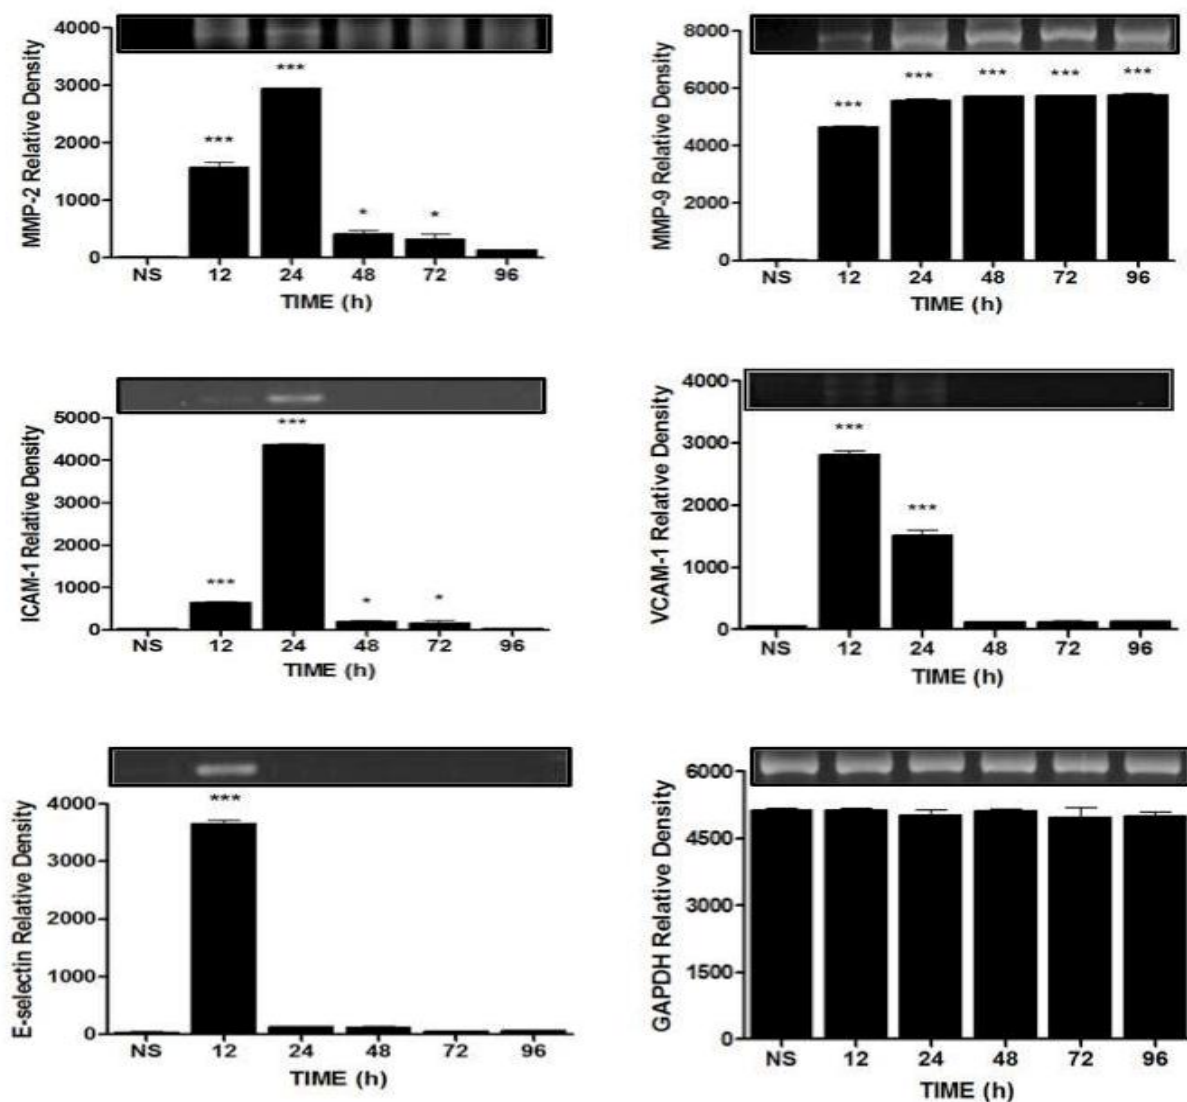 MMP-2 Relative Density
4000
3000
2000
1000
0
***
***
*
*
NS 12 24 48 72 96
TIME (h)
MMP-9 Relative Density
8000
6000
4000
2000
0
***
***
***
***
***
NS 12 24 48 72 96
TIME (h)
ICAM-1 Relative Density
5000
4000
3000
2000
1000
0
***
***
*
*
NS 12 24 48 72 96
TIME (h)
VCAM-1 Relative Density
4000
3000
2000
1000
0
***
***
NS 12 24 48 72 96
TIME (h)
E-selectin Relative Density
4000
3000
2000
1000
0
***
NS 12 24 48 72 96
TIME (h)
GAPDH Relative Density
6000
4500
3000
1500
0
NS 12 24 48 72 96
TIME (h)